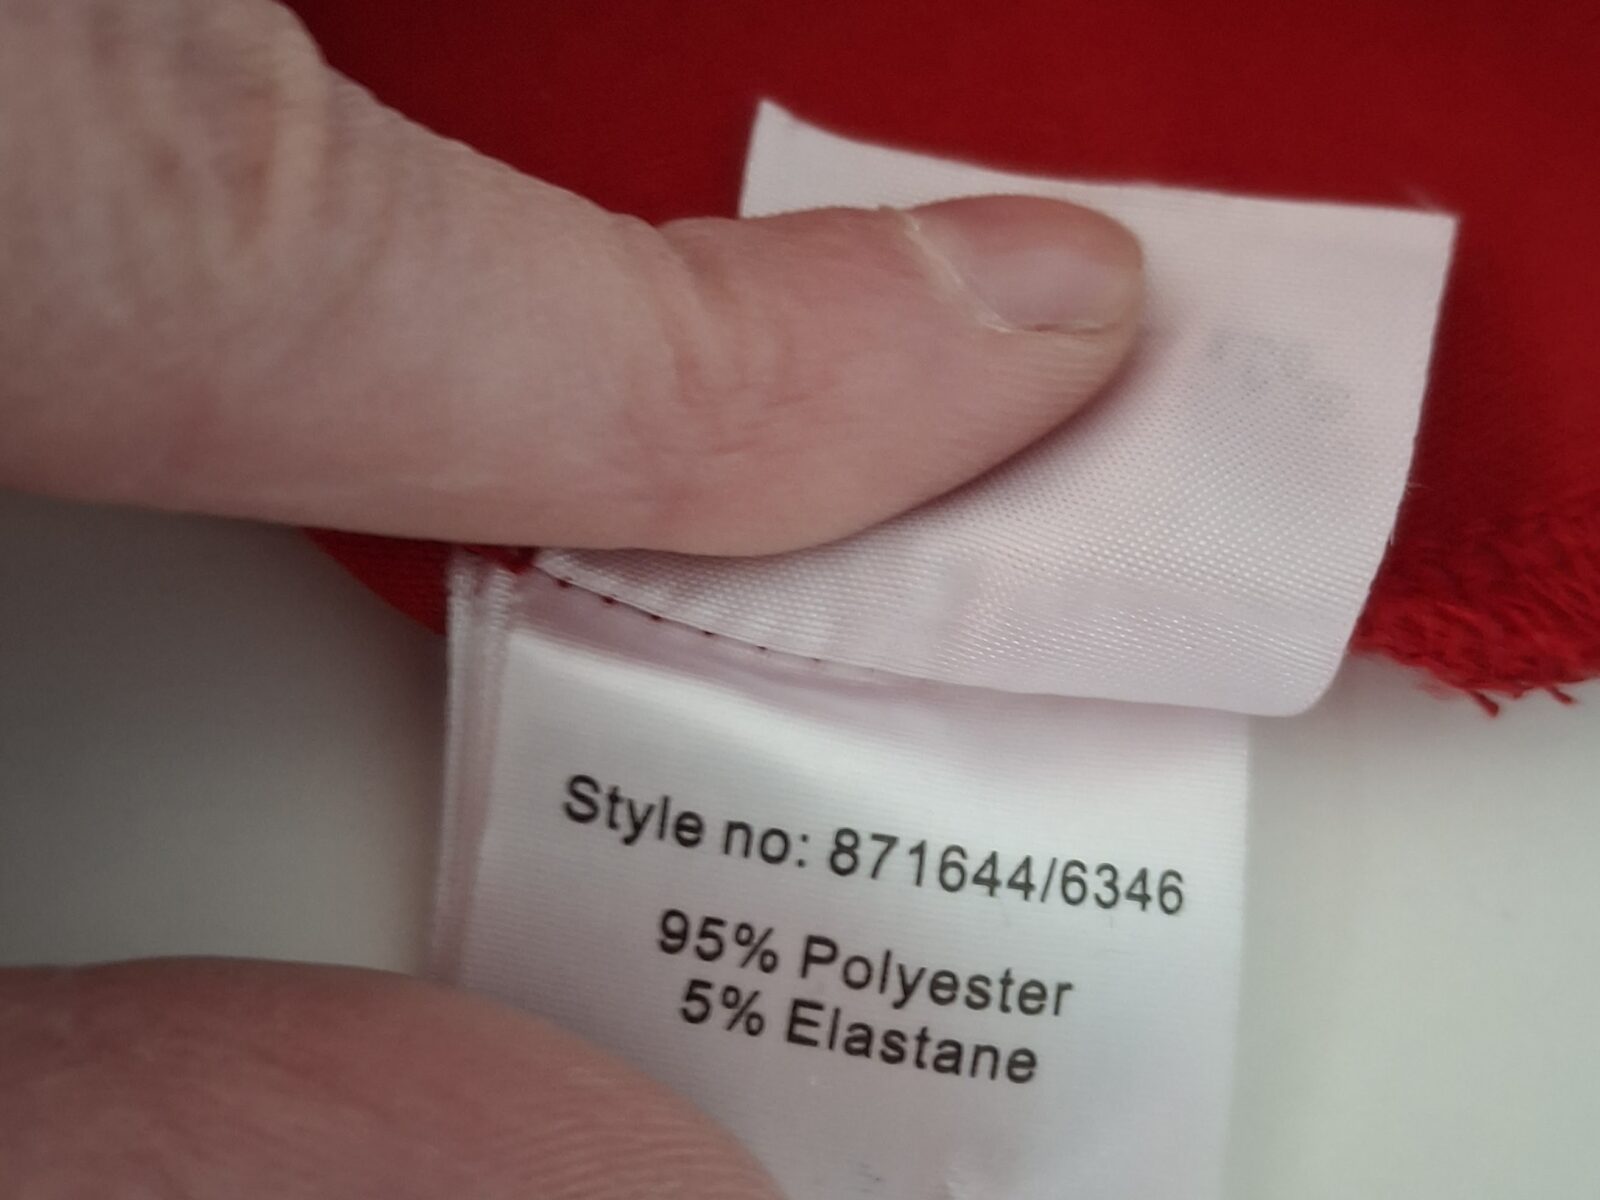 Style no: 871644/6346
95% Polyester
5% Elastane